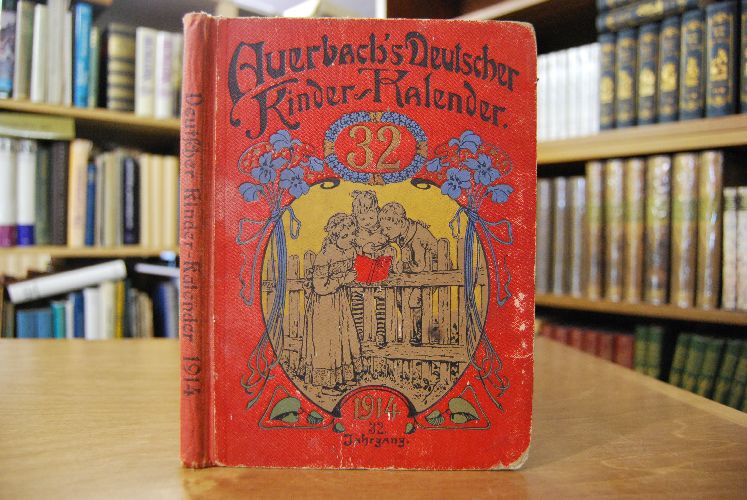 Auerbach's Deutscher
Kinder-Kalender.
32
1914
32.
Jahrgang.
Deutscher Kinder-Kalender 1914